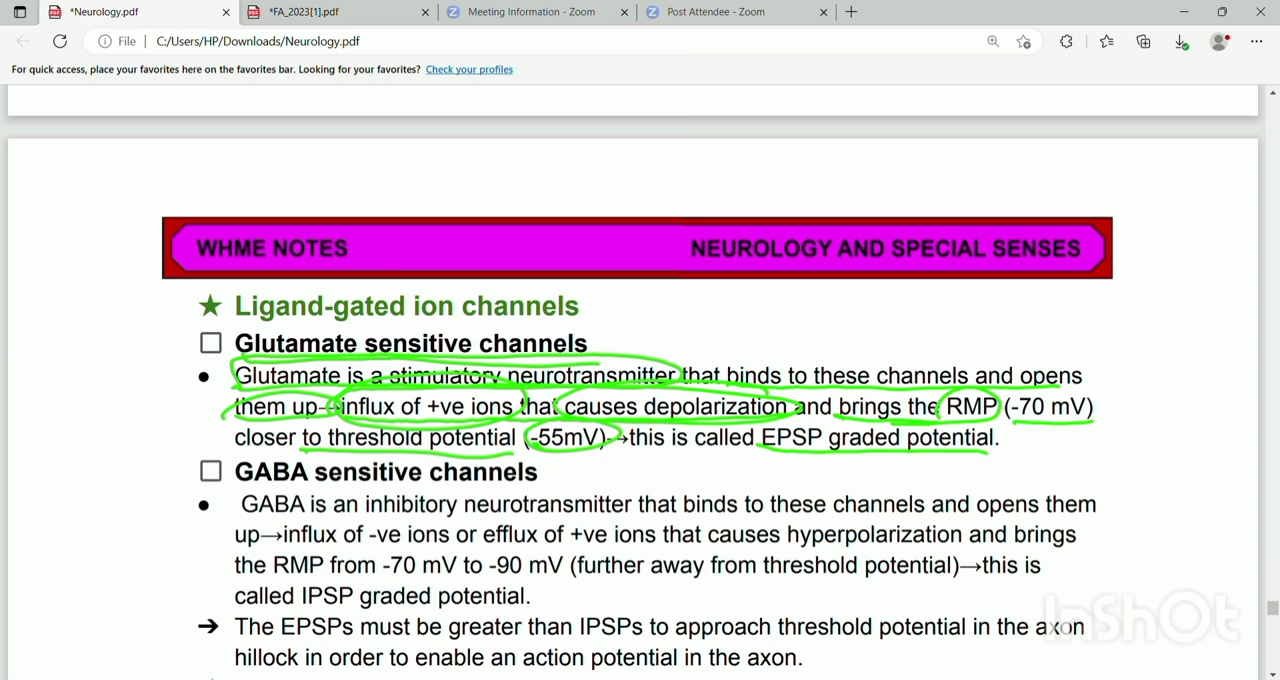 *Neurology.pdf
*FA_2023[1].pdf
Meeting Information - Zoom
Post Attendee - Zoom
File
C:/Users/HP/Downloads/Neurology.pdf
For quick access, place your favorites here on the favorites bar. Looking for your favorites? Check your profiles
WHME NOTES NEUROLOGY AND SPECIAL SENSES
★ Ligand-gated ion channels
☐ Glutamate sensitive channels
● Glutamate is a stimulatory neurotransmitter that binds to these channels and opens
them up→influx of +ve ions that causes depolarization and brings the RMP (-70 mV)
closer to threshold potential (-55mV)→this is called EPSP graded potential.
☐ GABA sensitive channels
● GABA is an inhibitory neurotransmitter that binds to these channels and opens them
up→influx of -ve ions or efflux of +ve ions that causes hyperpolarization and brings
the RMP from -70 mV to -90 mV (further away from threshold potential)→this is
called IPSP graded potential.
➔ The EPSPs must be greater than IPSPs to approach threshold potential in the axon
hillock in order to enable an action potential in the axon.
InShOt